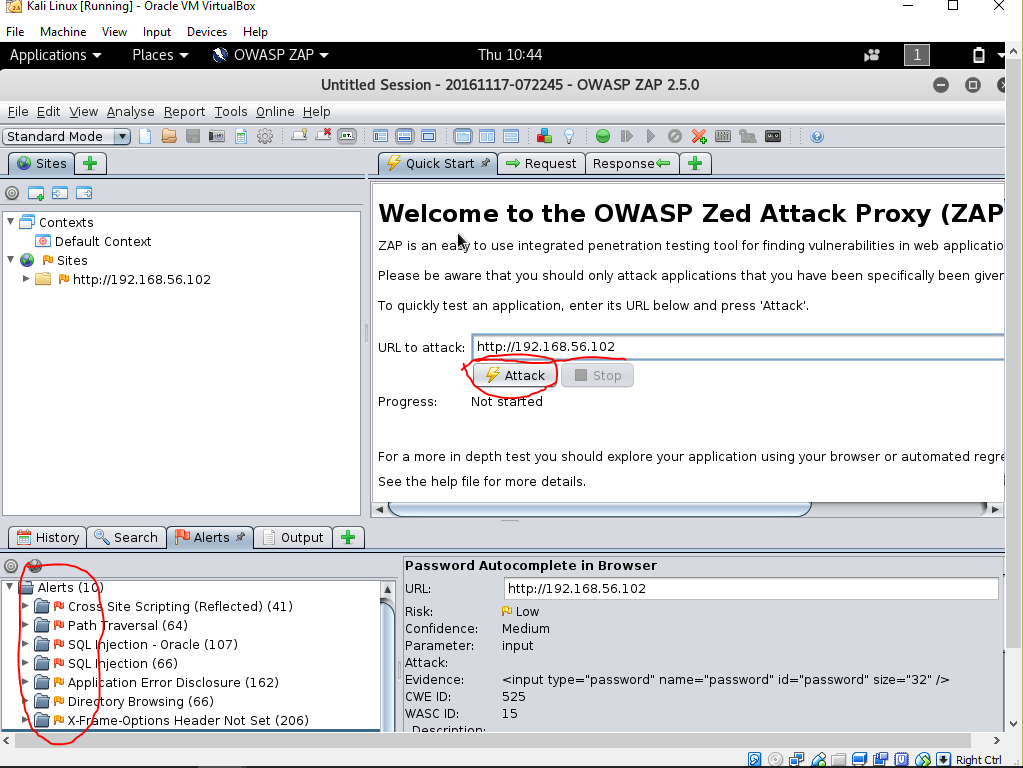 Kali Linux [Running] - Oracle VM VirtualBox
File Machine View Input Devices Help
Applications Places OWASP ZAP Thu 10:44 1
Untitled Session - 20161117-072245 - OWASP ZAP 2.5.0
File Edit View Analyse Report Tools Online Help
Standard Mode
Sites
Quick Start Request Response
Contexts
Default Context
Sites
http://192.168.56.102
Welcome to the OWASP Zed Attack Proxy (ZAP
ZAP is an easy to use integrated penetration testing tool for finding vulnerabilities in web applicatio
Please be aware that you should only attack applications that you have been specifically been given
To quickly test an application, enter its URL below and press 'Attack'.
URL to attack: http://192.168.56.102
Attack Stop
Progress: Not started
For a more in depth test you should explore your application using your browser or automated regre
See the help file for more details.
History Search Alerts Output
Alerts (10)
Cross Site Scripting (Reflected) (41)
Path Traversal (64)
SQL Injection - Oracle (107)
SQL Injection (66)
Application Error Disclosure (162)
Directory Browsing (66)
X-Frame-Options Header Not Set (206)
Password Autocomplete in Browser
URL: http://192.168.56.102
Risk: Low
Confidence: Medium
Parameter: input
Attack:
Evidence: <input type="password" name="password" id="password" size="32" />
CWE ID: 525
WASC ID: 15
Description:
Right Ctrl